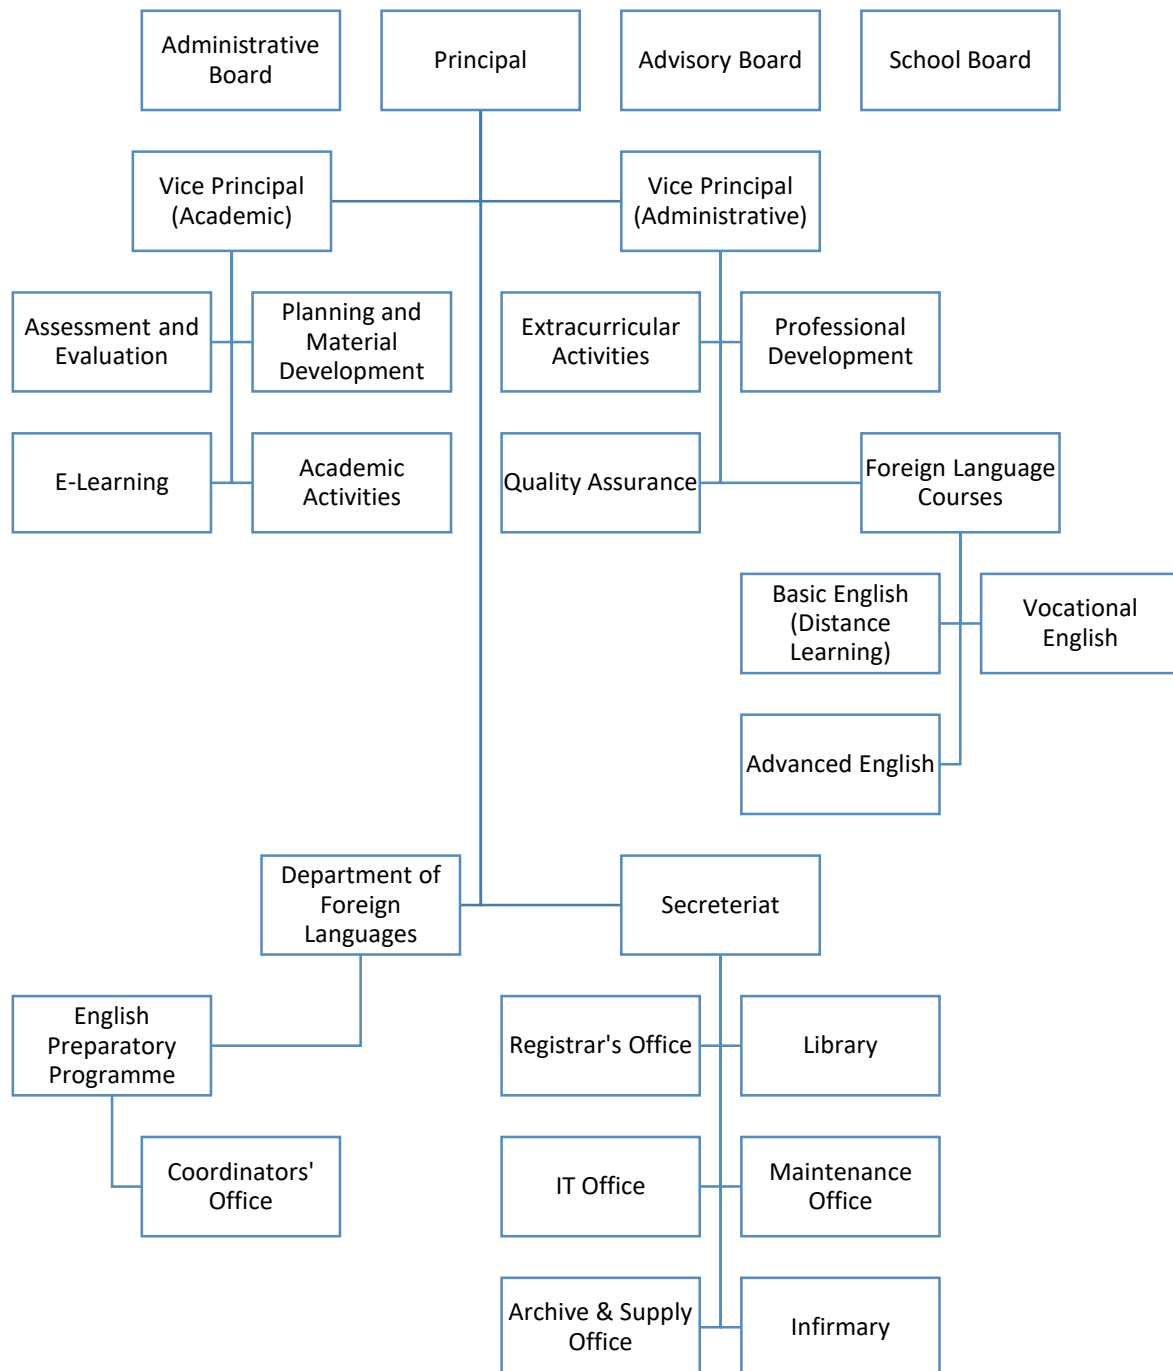 Administrative
Board
Principal
Advisory Board
School Board
Vice Principal
(Academic)
Vice Principal
(Administrative)
Assessment and
Evaluation
Planning and
Material
Development
Extracurricular
Activities
Professional
Development
E-Learning
Academic
Activities
Quality Assurance
Foreign Language
Courses
Basic English
(Distance
Learning)
Vocational
English
Advanced English
Department of
Foreign
Languages
Secreteriat
English
Preparatory
Programme
Registrar's Office
Library
Coordinators'
Office
IT Office
Maintenance
Office
Archive & Supply
Office
Infirmary